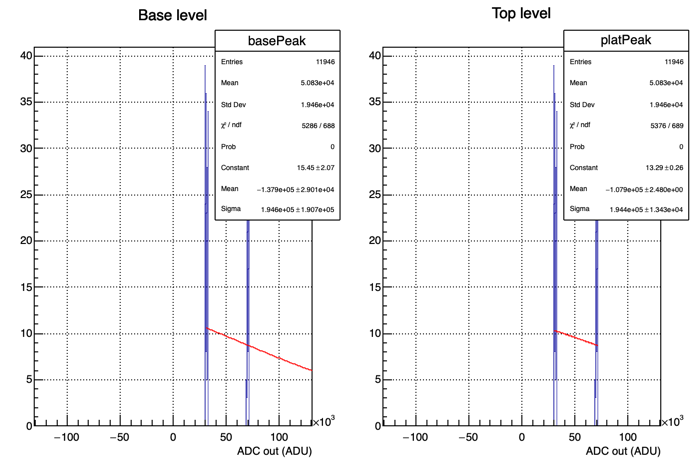 Base level
basePeak
Entries 11946
Mean 5.083e+04
Std Dev 1.946e+04
χ² / ndf 5286 / 688
Prob 0
Constant 15.45±2.07
Mean −1.379e+05±2.901e+04
Sigma 1.946e+05±1.907e+05
40
35
30
25
20
15
10
5
0
−100 −50 0 50 100
×10³
ADC out (ADU)
Top level
platPeak
Entries 11946
Mean 5.083e+04
Std Dev 1.946e+04
χ² / ndf 5376 / 689
Prob 0
Constant 13.29±0.26
Mean −1.079e+05±2.480e+00
Sigma 1.944e+05±1.343e+04
40
35
30
25
20
15
10
5
0
−100 −50 0 50 100
×10³
ADC out (ADU)